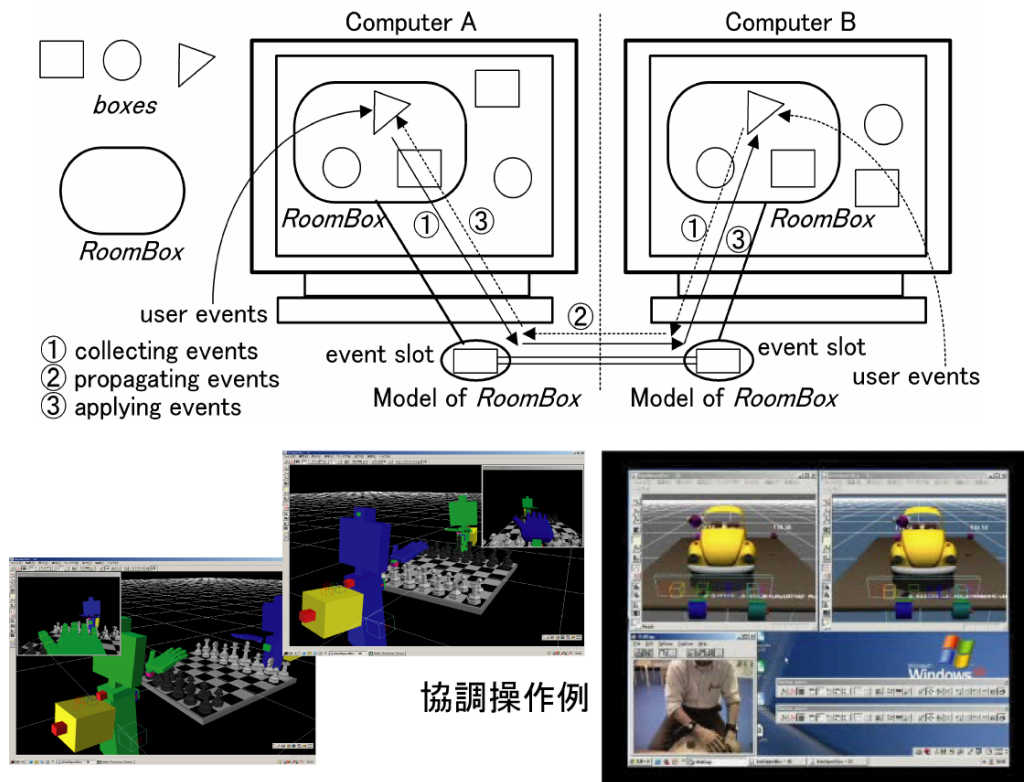 Computer A
Computer B
boxes
RoomBox
RoomBox
RoomBox
① ③
① ③
②
user events
① collecting events
② propagating events
③ applying events
event slot
event slot
user events
Model of RoomBox
Model of RoomBox
協調操作例
Microsoft
Windows